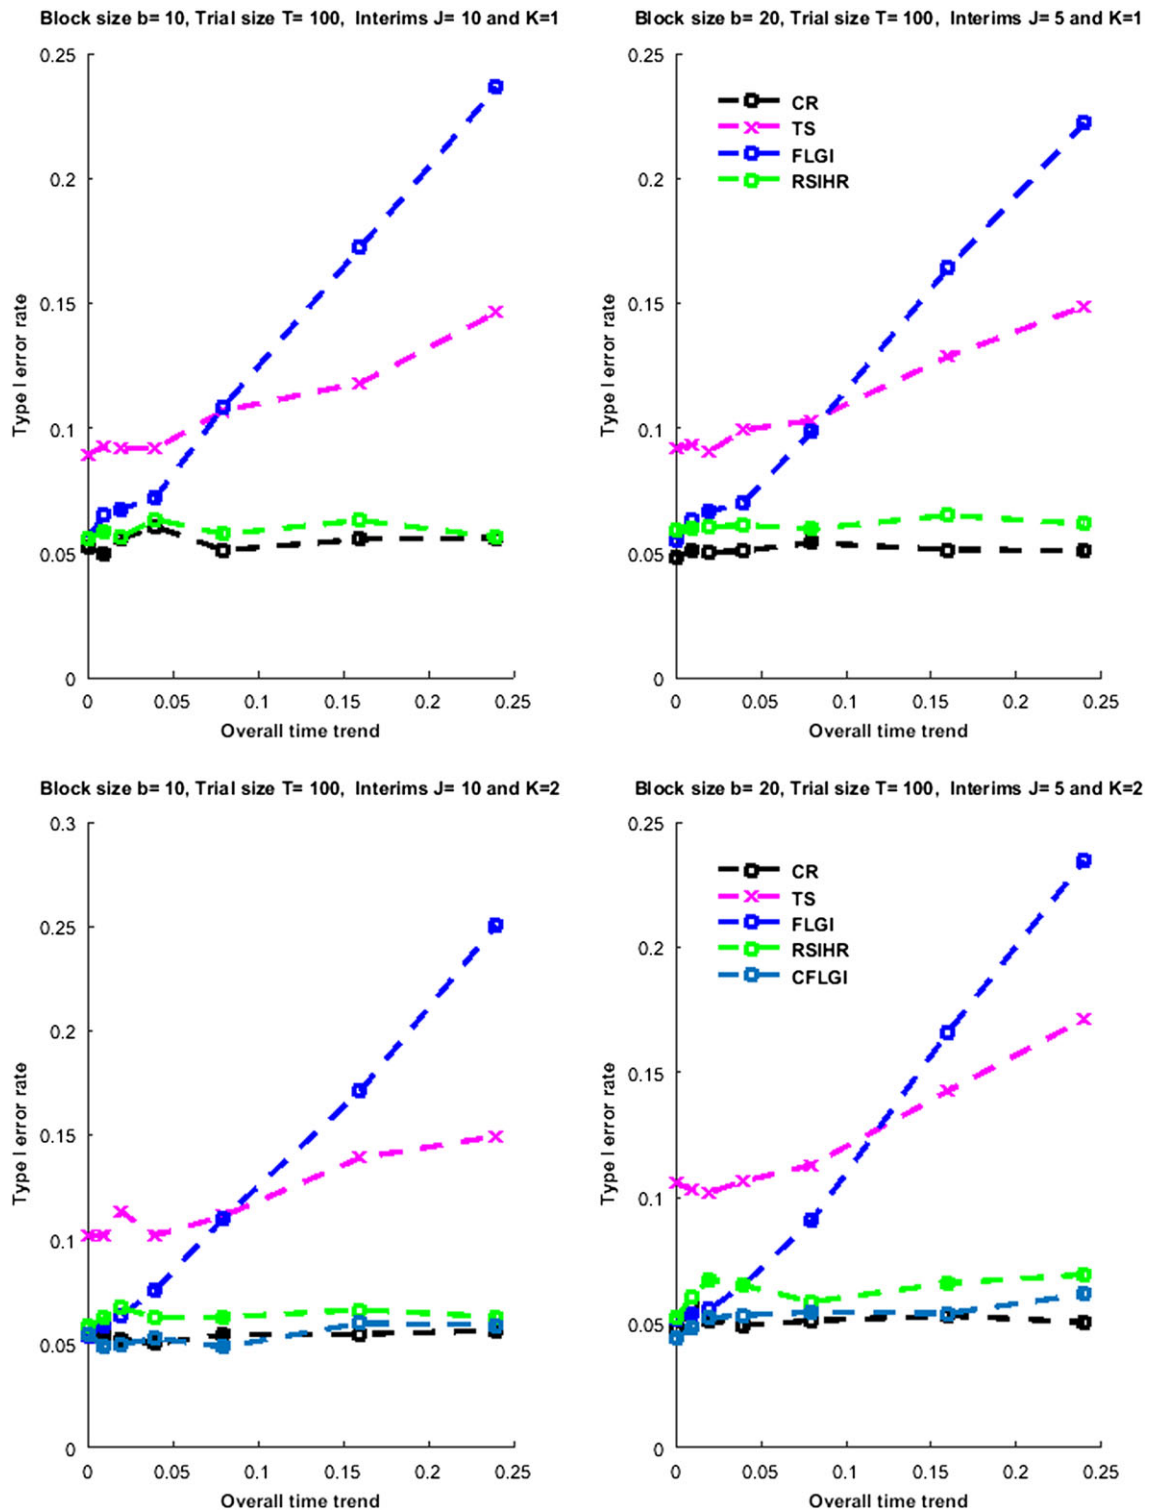 Block size b= 10, Trial size T= 100,  Interims J= 10 and K=1
0.25
0.2
0.15
0.1
0.05
0
Type I error rate
0 0.05 0.1 0.15 0.2 0.25
Overall time trend
Block size b= 20, Trial size T= 100,  Interims J= 5 and K=1
0.25
0.2
0.15
0.1
0.05
0
Type I error rate
CR
TS
FLGI
RSIHR
0 0.05 0.1 0.15 0.2 0.25
Overall time trend
Block size b= 10, Trial size T= 100,  Interims J= 10 and K=2
0.3
0.25
0.2
0.15
0.1
0.05
0
Type I error rate
0 0.05 0.1 0.15 0.2 0.25
Overall time trend
Block size b= 20, Trial size T= 100,  Interims J= 5 and K=2
0.25
0.2
0.15
0.1
0.05
0
Type I error rate
CR
TS
FLGI
RSIHR
CFLGI
0 0.05 0.1 0.15 0.2 0.25
Overall time trend